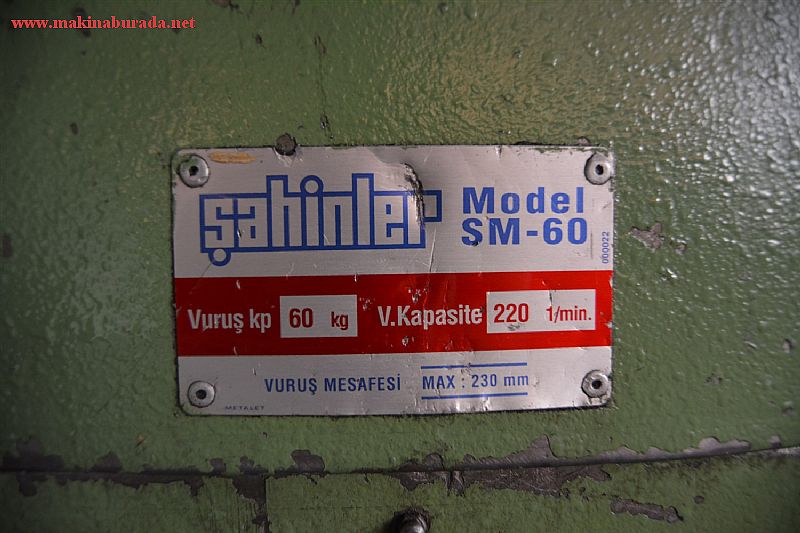 www.makinaburada.net
şahinler Model
SM-60
000022
Vuruş kp 60 kg V.Kapasite 220 1/min.
VURUŞ MESAFESİ MAX : 230 mm
METALET